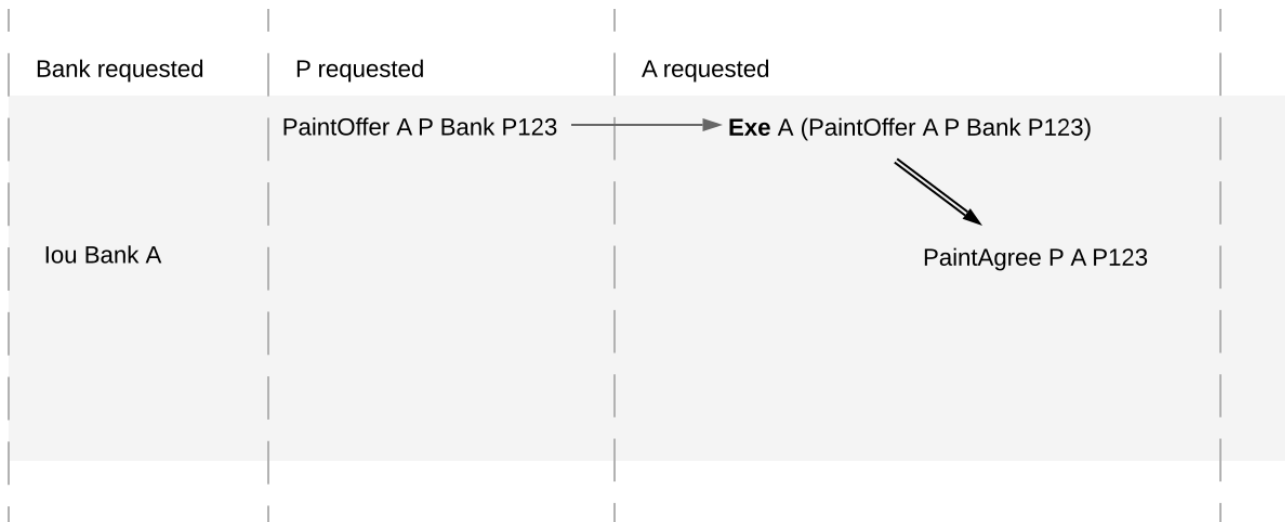 Bank requested
P requested
A requested
PaintOffer A P Bank P123
Exe A (PaintOffer A P Bank P123)
Iou Bank A
PaintAgree P A P123